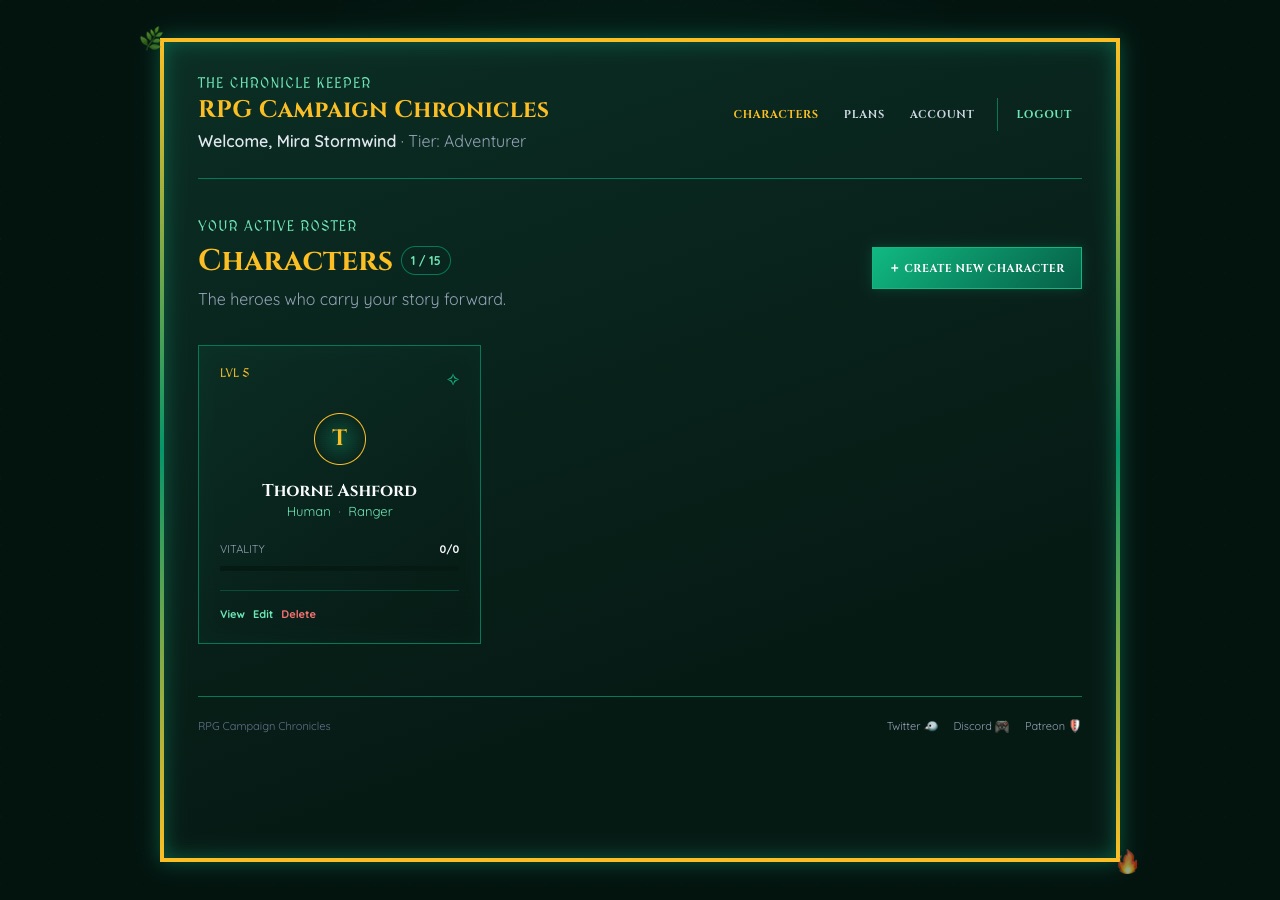 THE CHRONICLE KEEPER
RPG Campaign Chronicles
Welcome, Mira Stormwind · Tier: Adventurer
CHARACTERS PLANS ACCOUNT LOGOUT
YOUR ACTIVE ROSTER
Characters 1 / 15
The heroes who carry your story forward.
+ CREATE NEW CHARACTER
LVL 5
T
Thorne Ashford
Human · Ranger
VITALITY 0/0
View Edit Delete
RPG Campaign Chronicles
Twitter Discord Patreon